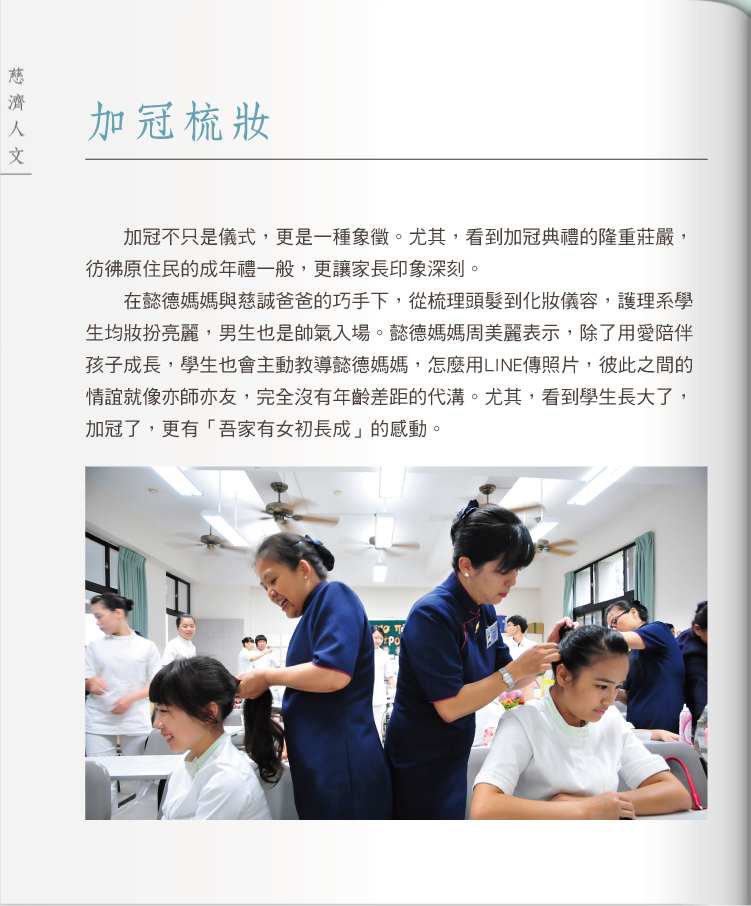 慈濟人文
加冠梳妝
加冠不只是儀式，更是一種象徵。尤其，看到加冠典禮的隆重莊嚴，
彷彿原住民的成年禮一般，更讓家長印象深刻。
在懿德媽媽與慈誠爸爸的巧手下，從梳理頭髮到化妝儀容，護理系學
生均妝扮亮麗，男生也是帥氣入場。懿德媽媽周美麗表示，除了用愛陪伴
孩子成長，學生也會主動教導懿德媽媽，怎麼用LINE傳照片，彼此之間的
情誼就像亦師亦友，完全沒有年齡差距的代溝。尤其，看到學生長大了，
加冠了，更有「吾家有女初長成」的感動。